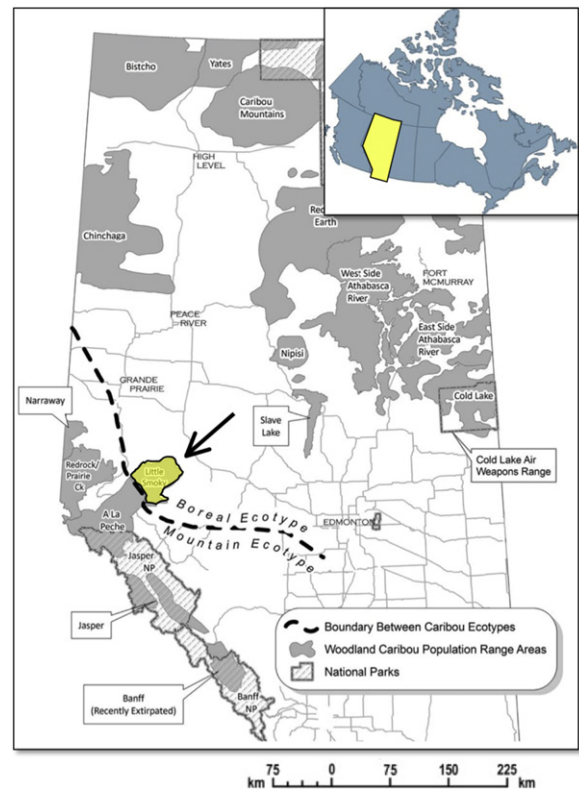 Bistcho
Yates
Caribou
Mountains
HIGH
LEVEL
Chinchaga
Red
Earth
West Side
Athabasca
River
FORT
MCMURRAY
PEACE
RIVER
East Side
Athabasca
River
Nipisi
GRANDE
PRAIRIE
Narraway
Cold Lake
Slave
Lake
Redrock/
Prairie
Ck
Little
Smoky
Cold Lake Air
Weapons Range
A La
Peche
Boreal Ecotype
EDMONTON
Mountain Ecotype
Jasper
NP
Jasper
Boundary Between Caribou Ecotypes
Woodland Caribou Population Range Areas
National Parks
Banff
(Recently Extirpated)
Banff
NP
75 37.5 0 75 150 225
km km